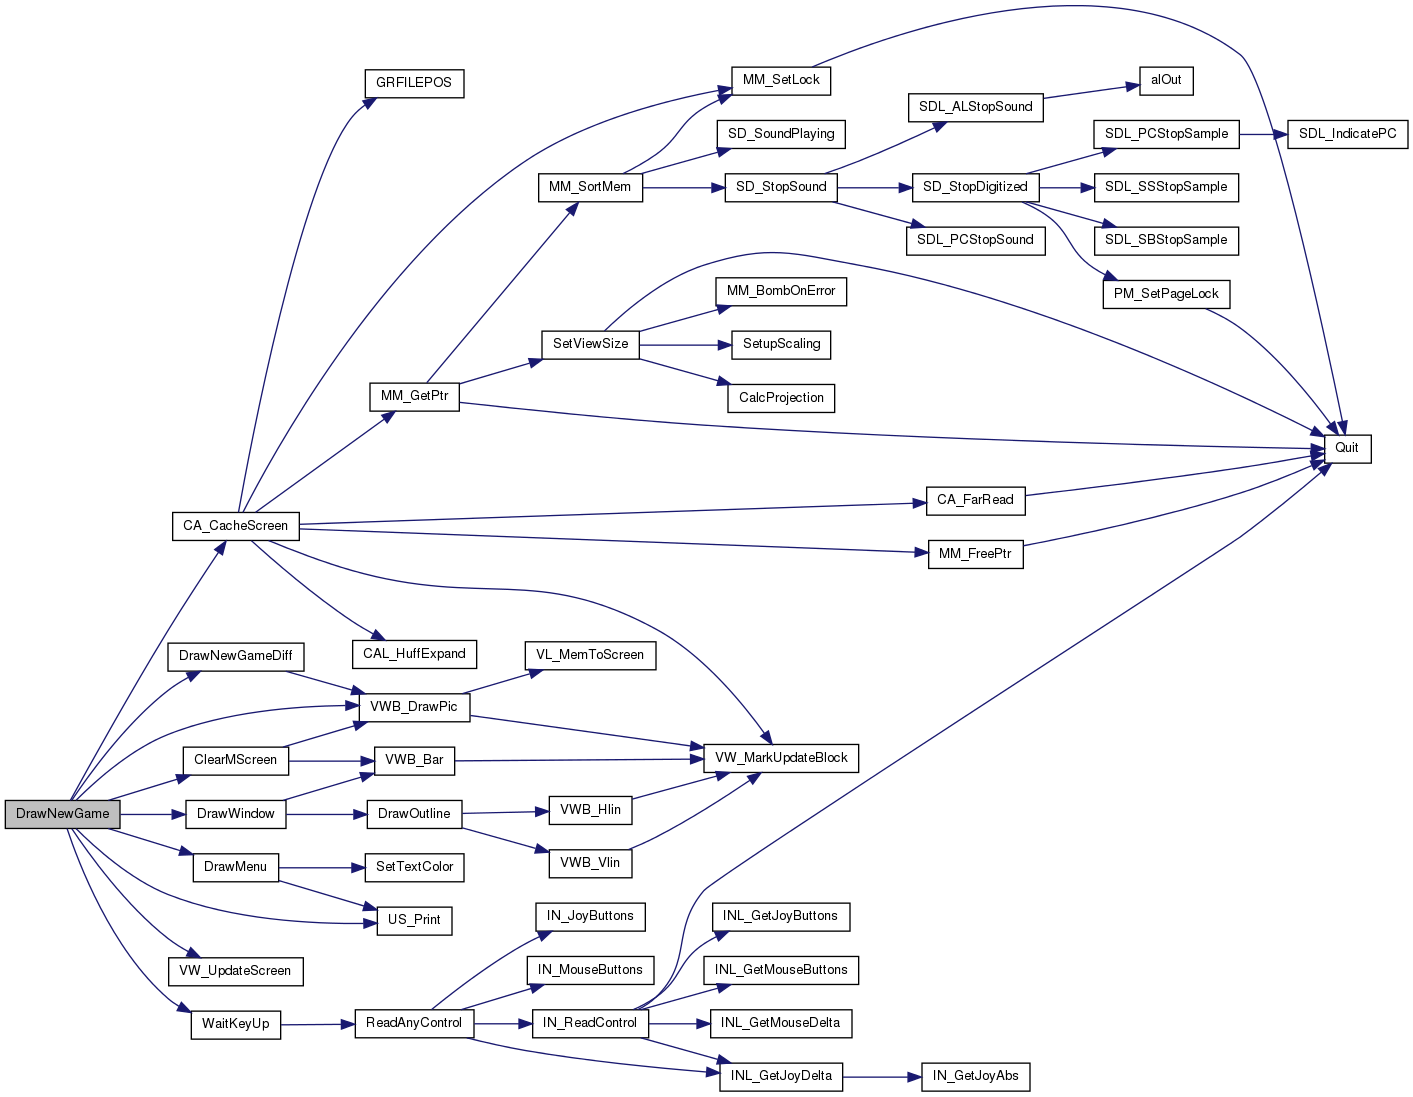 GRFILEPOS
MM_SetLock
alOut
SDL_ALStopSound
SD_SoundPlaying
SDL_PCStopSample
SDL_IndicatePC
MM_SortMem
SD_StopSound
SD_StopDigitized
SDL_SSStopSample
SDL_PCStopSound
SDL_SBStopSample
MM_BombOnError
PM_SetPageLock
SetViewSize
SetupScaling
MM_GetPtr
CalcProjection
Quit
CA_FarRead
CA_CacheScreen
MM_FreePtr
CAL_HuffExpand
DrawNewGameDiff
VL_MemToScreen
VWB_DrawPic
ClearMScreen
VWB_Bar
VW_MarkUpdateBlock
DrawNewGame
DrawWindow
DrawOutline
VWB_Hlin
DrawMenu
SetTextColor
VWB_Vlin
US_Print
IN_JoyButtons
INL_GetJoyButtons
VW_UpdateScreen
IN_MouseButtons
INL_GetMouseButtons
WaitKeyUp
ReadAnyControl
IN_ReadControl
INL_GetMouseDelta
INL_GetJoyDelta
IN_GetJoyAbs